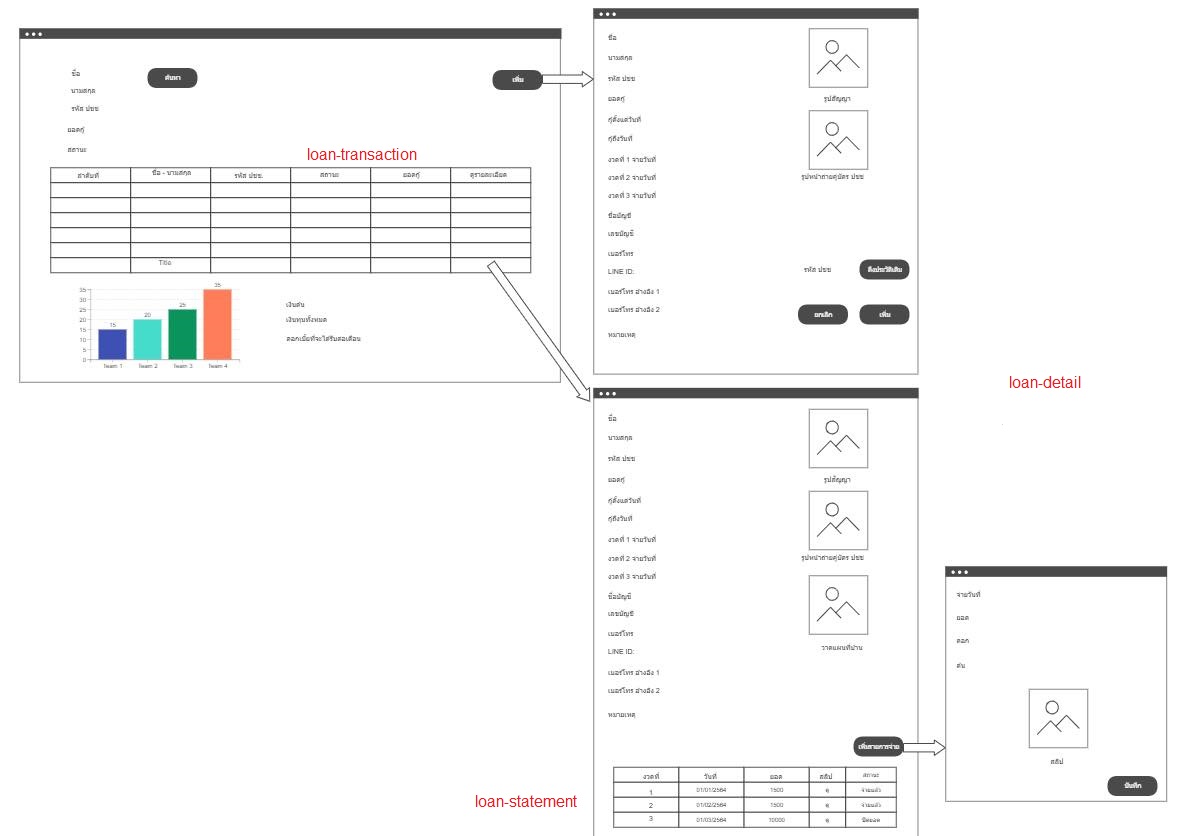 ชื่อ
ค้นหา
เพิ่ม
นามสกุล
รหัส ปชช
ยอดกู้
สถานะ
loan-transaction
ลำดับที่
ชื่อ - นามสกุล
รหัส ปชช.
สถานะ
ยอดกู้
ดูรายละเอียด
Title
35
30
25
20
15
10
5
0
15
20
25
35
Team 1
Team 2
Team 3
Team 4
เงินต้น
เงินทุนทั้งหมด
ดอกเบี้ยที่จะได้รับต่อเดือน
ชื่อ
นามสกุล
รหัส ปชช
ยอดกู้
กู้ตั้งแต่วันที่
กู้ถึงวันที่
งวดที่ 1 จ่ายวันที่
งวดที่ 2 จ่ายวันที่
งวดที่ 3 จ่ายวันที่
ชื่อบัญชี
เลขบัญชี
เบอร์โทร
LINE ID:
เบอร์โทร อ้างอิง 1
เบอร์โทร อ้างอิง 2
หมายเหตุ
รูปสัญญา
รูปหน้าถ่ายคู่บัตร ปชช
รหัส ปชช
ดึงประวัติเดิม
ยกเลิก
เพิ่ม
loan-detail
ชื่อ
นามสกุล
รหัส ปชช
ยอดกู้
กู้ตั้งแต่วันที่
กู้ถึงวันที่
งวดที่ 1 จ่ายวันที่
งวดที่ 2 จ่ายวันที่
งวดที่ 3 จ่ายวันที่
ชื่อบัญชี
เลขบัญชี
เบอร์โทร
LINE ID:
เบอร์โทร อ้างอิง 1
เบอร์โทร อ้างอิง 2
หมายเหตุ
รูปสัญญา
รูปหน้าถ่ายคู่บัตร ปชช
วาดแผนที่บ้าน
เพิ่มรายการจ่าย
loan-statement
งวดที่ วันที่ ยอด สลิป สถานะ
1 01/01/2564 1500 ดู จ่ายแล้ว
2 01/02/2564 1500 ดู จ่ายแล้ว
3 01/03/2564 10000 ดู ปิดยอด
จ่ายวันที่
ยอด
ดอก
ต้น
สลิป
บันทึก